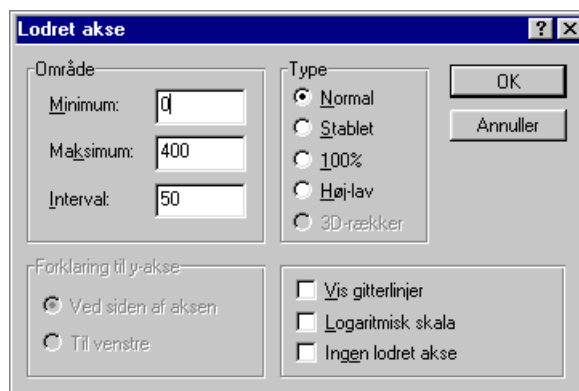 Lodret akse
Område
Minimum: 0
Maksimum: 400
Interval: 50
Type
Normal
Stablet
100%
Høj-lav
3D-rækker
OK
Annuller
Forklaring til y-akse
Ved siden af aksen
Til venstre
Vis gitterlinjer
Logaritmisk skala
Ingen lodret akse